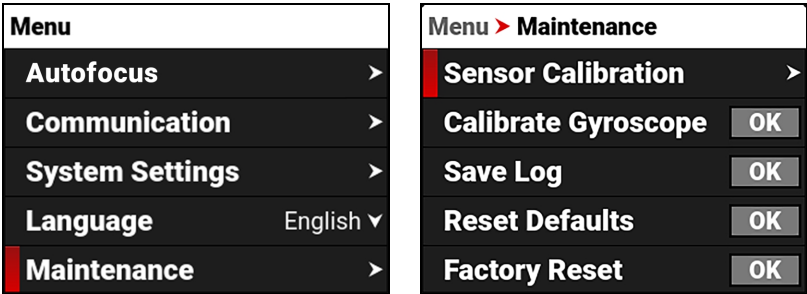 Menu
Autofocus
Communication
System Settings
Language English
Maintenance
Menu Maintenance
Sensor Calibration
Calibrate Gyroscope OK
Save Log OK
Reset Defaults OK
Factory Reset OK